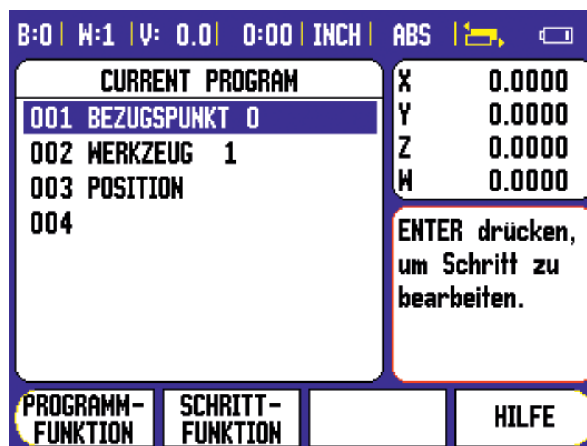 B:0 | W:1 | V: 0.0 | 0:00 | INCH | ABS
CURRENT PROGRAM
001 BEZUGSPUNKT 0
002 WERKZEUG 1
003 POSITION
004
X 0.0000
Y 0.0000
Z 0.0000
W 0.0000
ENTER drücken,
um Schritt zu
bearbeiten.
PROGRAMM-
FUNKTION
SCHRITT-
FUNKTION
HILFE